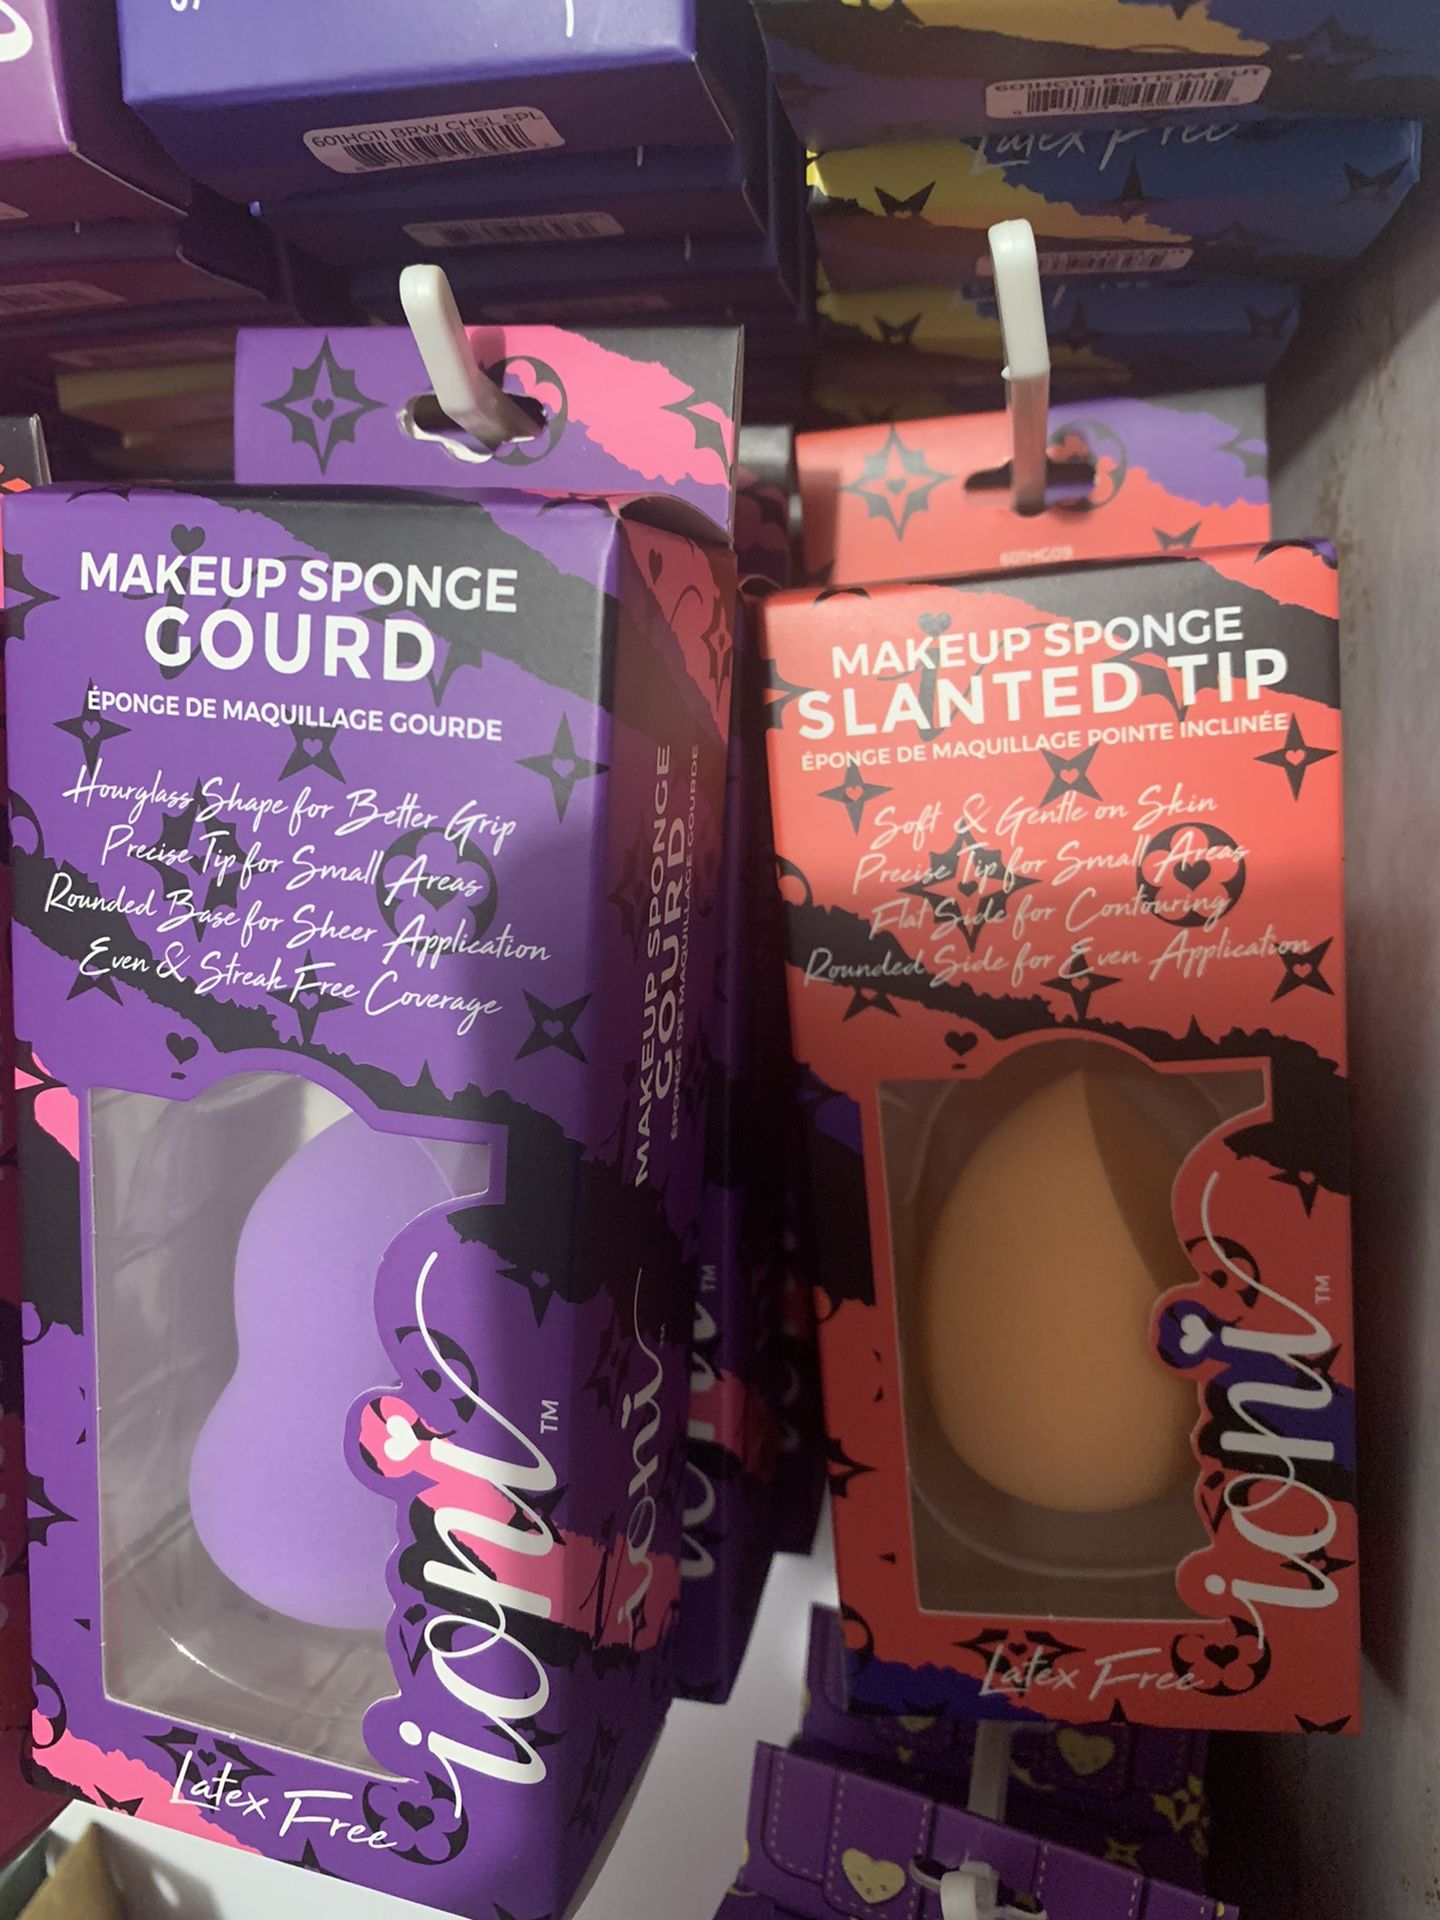 601HG11 BRW CHSL SPL
601HG10 BOTTOM CUT
Latex Free
MAKEUP SPONGE
GOURD
ÉPONGE DE MAQUILLAGE GOURDE
Hourglass Shape for Better Grip
Precise Tip for Small Areas
Rounded Base for Sheer Application
Even & Streak Free Coverage
ioni
TM
Latex Free
MAKEUP SPONGE
GOURD
ÉPONGE DE MAQUILLAGE GOURDE
ioni
TM
TM
601HG09
MAKEUP SPONGE
SLANTED TIP
ÉPONGE DE MAQUILLAGE POINTE INCLINÉE
Soft & Gentle on Skin
Precise Tip for Small Areas
Flat Side for Contouring
Rounded Side for Even Application
ioni
TM
Latex Free